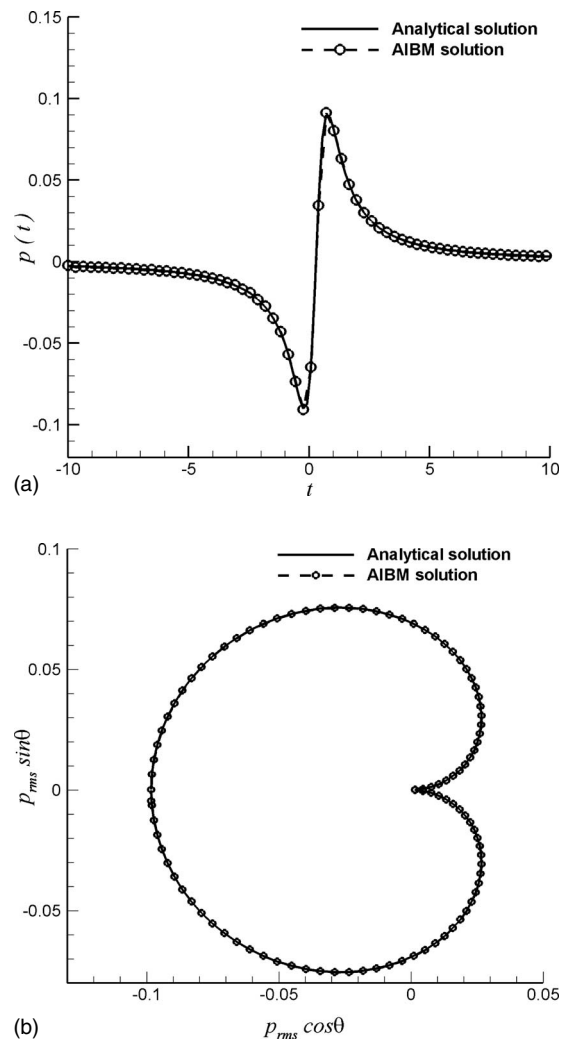 0.15
Analytical solution
AIBM solution
0.1
0.05
0
-0.05
-0.1
p (t)
-10
-5
0
5
10
t
(a)
0.1
Analytical solution
AIBM solution
0.05
0
-0.05
p_rms sinθ
-0.1
-0.05
0
0.05
p_rms cosθ
(b)